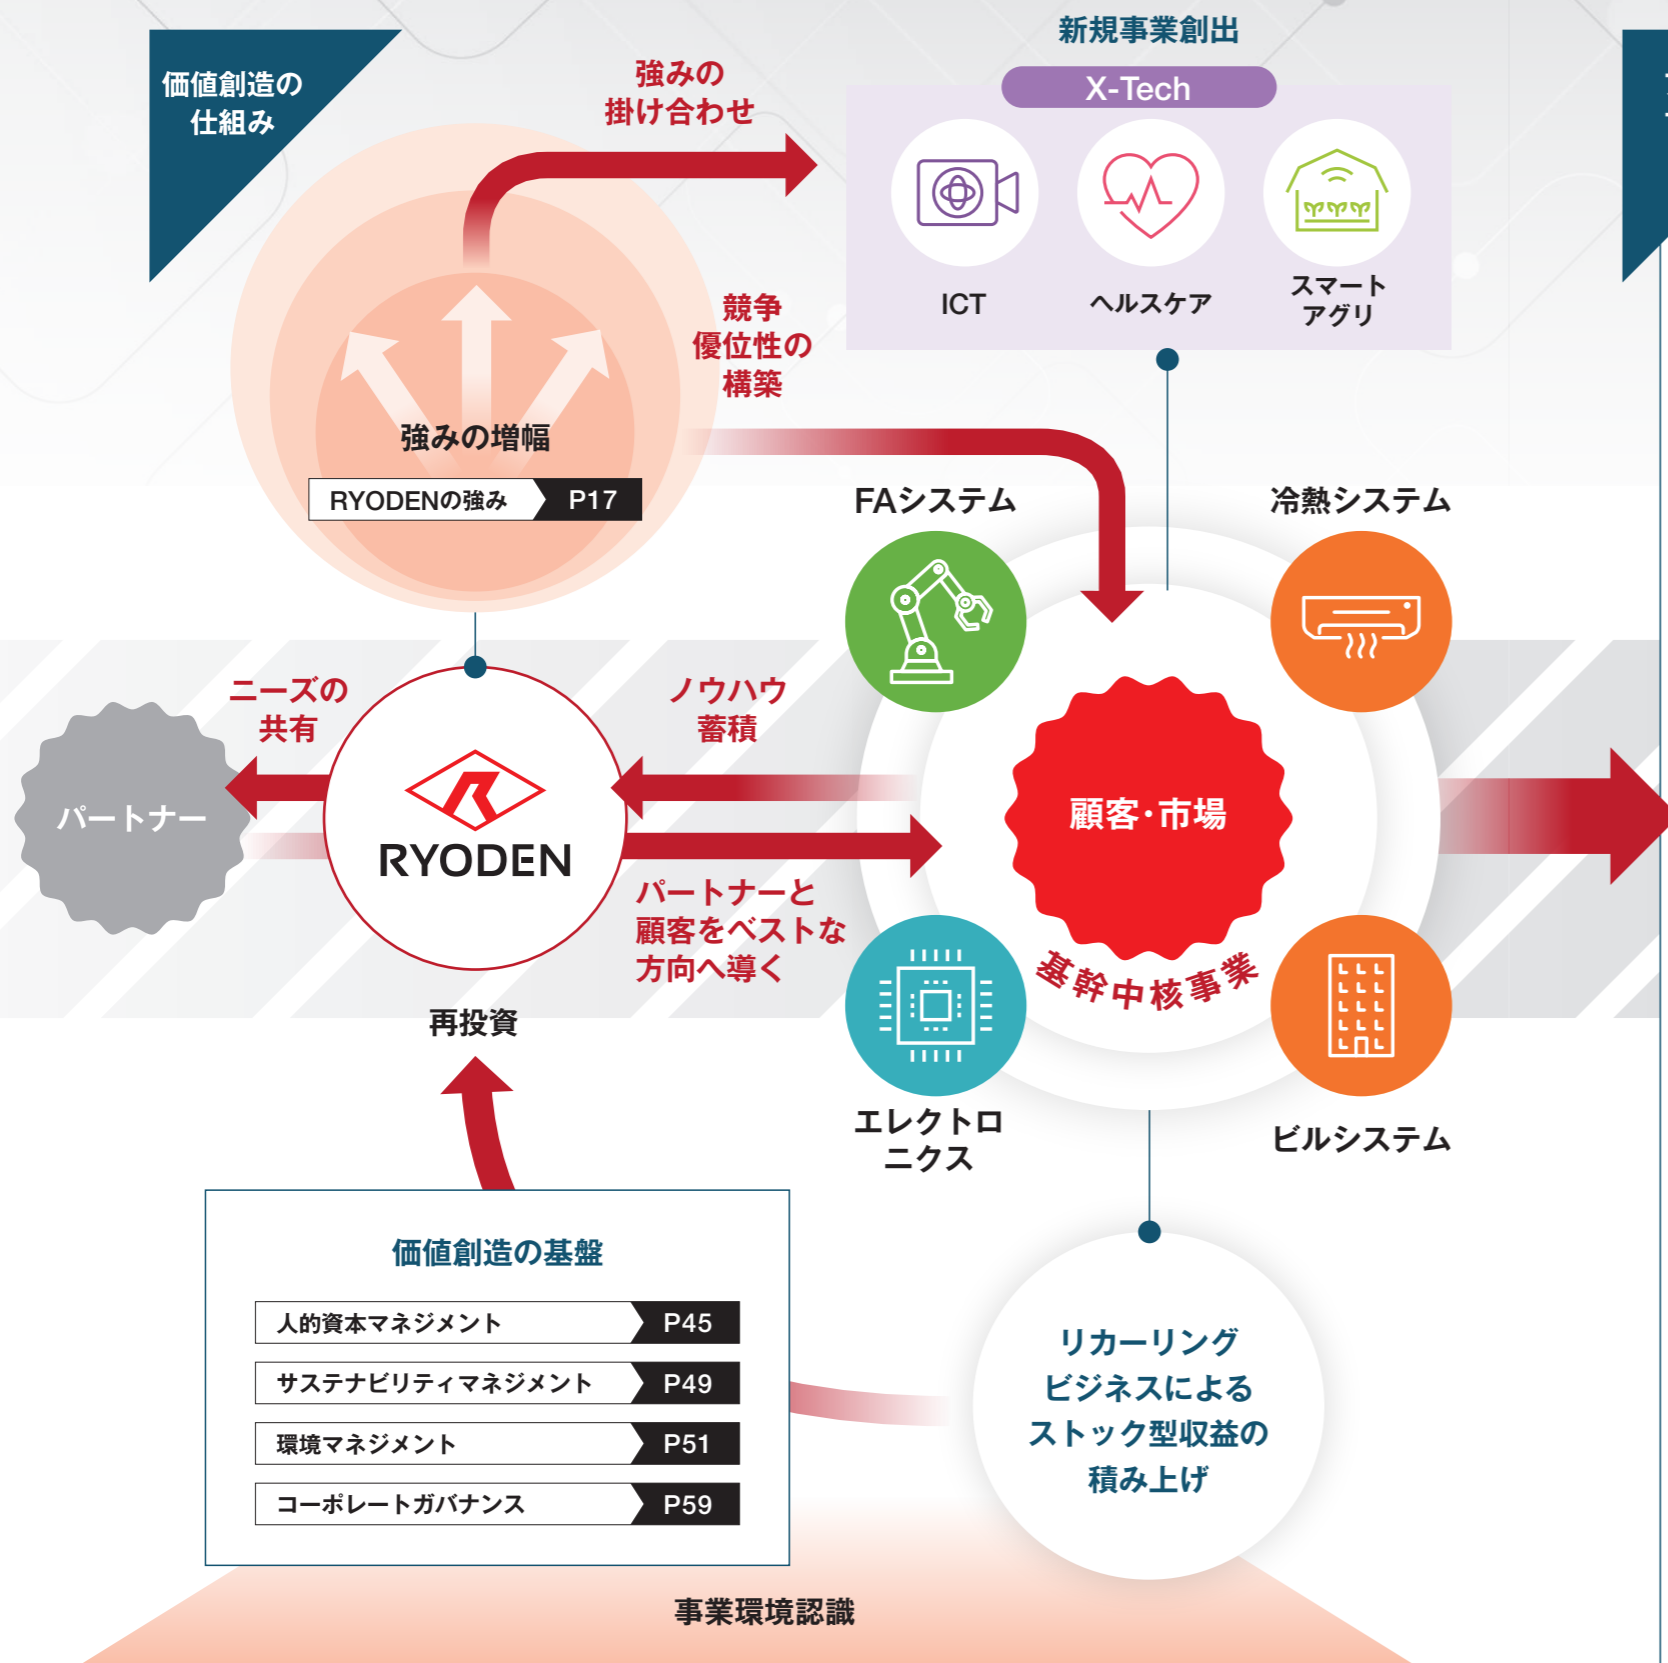 価値創造の
仕組み
強みの
掛け合わせ
新規事業創出
X-Tech
ICT
ヘルスケア
スマート
アグリ
競争
優位性の
構築
強みの増幅
RYODENの強み P17
FAシステム
冷熱システム
ニーズの
共有
ノウハウ
蓄積
パートナー
RYODEN
顧客・市場
パートナーと
顧客をベストな
方向へ導く
基幹中核事業
再投資
エレクトロ
ニクス
ビルシステム
価値創造の基盤
人的資本マネジメント P45
サステナビリティマネジメント P49
環境マネジメント P51
コーポレートガバナンス P59
リカーリング
ビジネスによる
ストック型収益の
積み上げ
事業環境認識